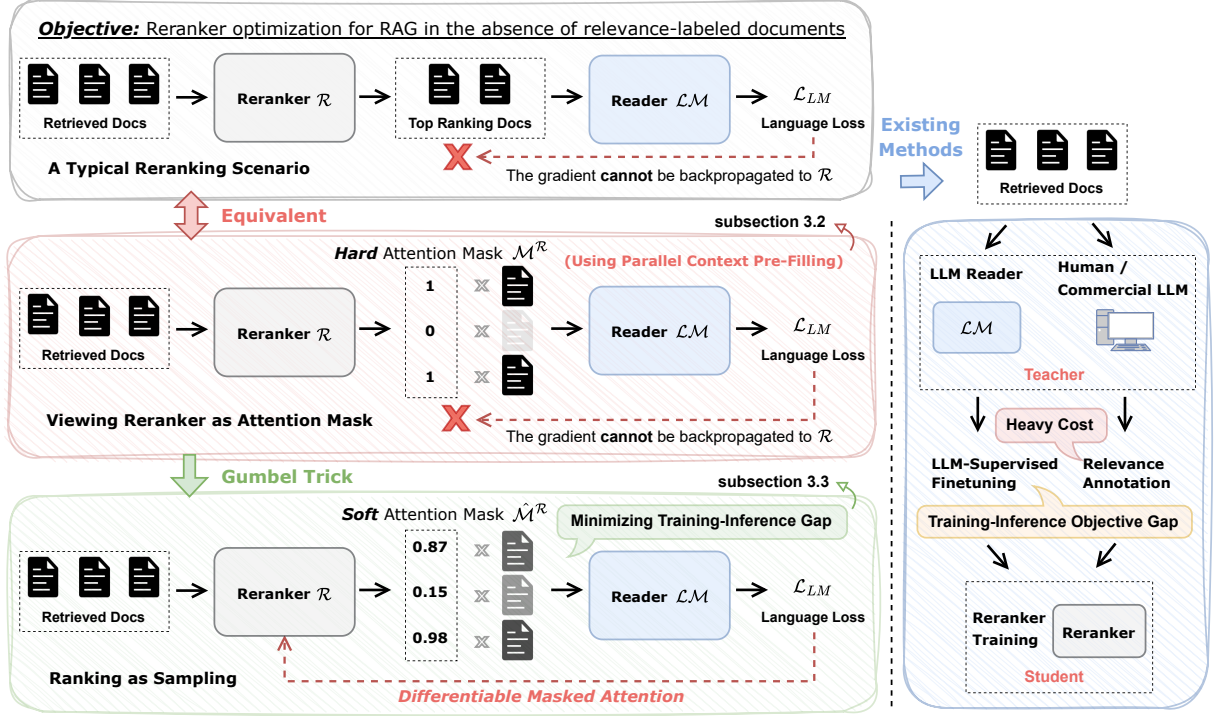 Objective: Reranker optimization for RAG in the absence of relevance-labeled documents
Retrieved Docs
Reranker ℛ
Top Ranking Docs
Reader ℒℳ
ℒ_{LM}
Language Loss
The gradient cannot be backpropagated to ℛ
A Typical Reranking Scenario
Equivalent
subsection 3.2
Hard Attention Mask ℳ^ℛ
(Using Parallel Context Pre-Filling)
Retrieved Docs
Reranker ℛ
1
0
1
Reader ℒℳ
ℒ_{LM}
Language Loss
The gradient cannot be backpropagated to ℛ
Viewing Reranker as Attention Mask
Gumbel Trick
subsection 3.3
Soft Attention Mask ℳ̂^ℛ
Minimizing Training-Inference Gap
Retrieved Docs
Reranker ℛ
0.87
0.15
0.98
Reader ℒℳ
ℒ_{LM}
Language Loss
Ranking as Sampling
Differentiable Masked Attention
Existing
Methods
Retrieved Docs
LLM Reader
ℒℳ
Human /
Commercial LLM
Teacher
Heavy Cost
LLM-Supervised
Finetuning
Relevance
Annotation
Training-Inference Objective Gap
Reranker
Training
Reranker
Student